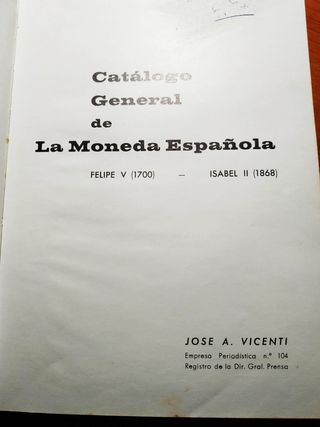 Catálogo
General
de
La Moneda Española
FELIPE V (1700) — ISABEL II (1868)
JOSE A. VICENTI
Empresa Periodística n.º 104
Registro de la Dir. Gral. Prensa